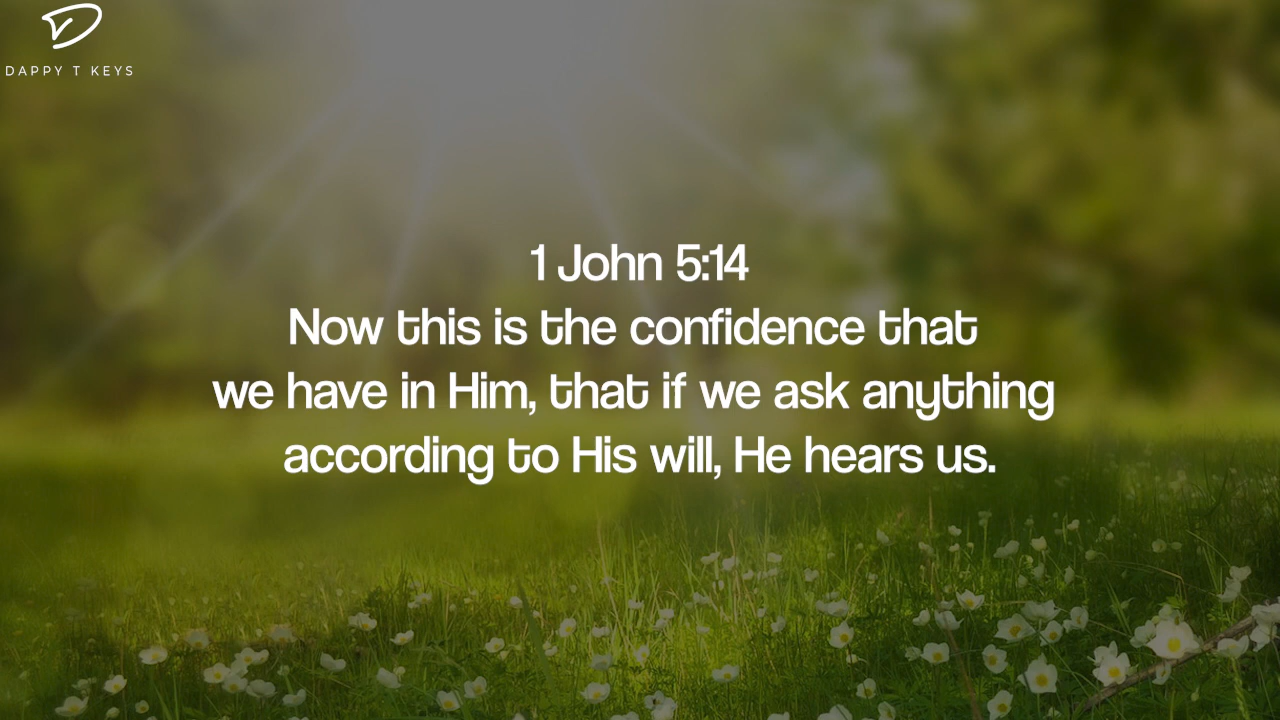 DAPPY T KEYS
1 John 5:14
Now this is the confidence that
we have in Him, that if we ask anything
according to His will, He hears us.